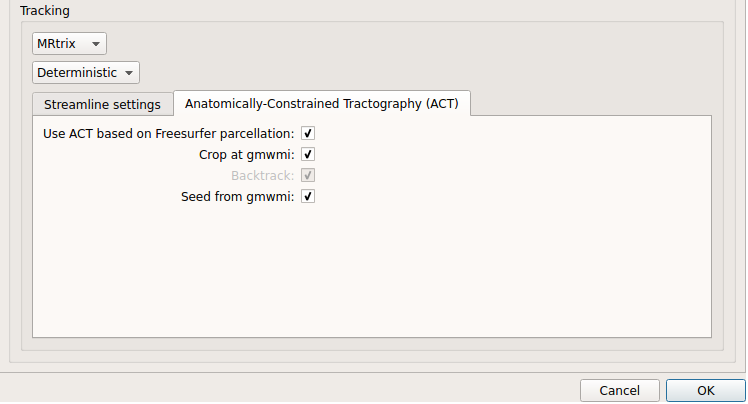 Tracking
MRtrix
Deterministic
Streamline settings
Anatomically-Constrained Tractography (ACT)
Use ACT based on Freesurfer parcellation:
Crop at gmwmi:
Backtrack:
Seed from gmwmi:
Cancel
OK